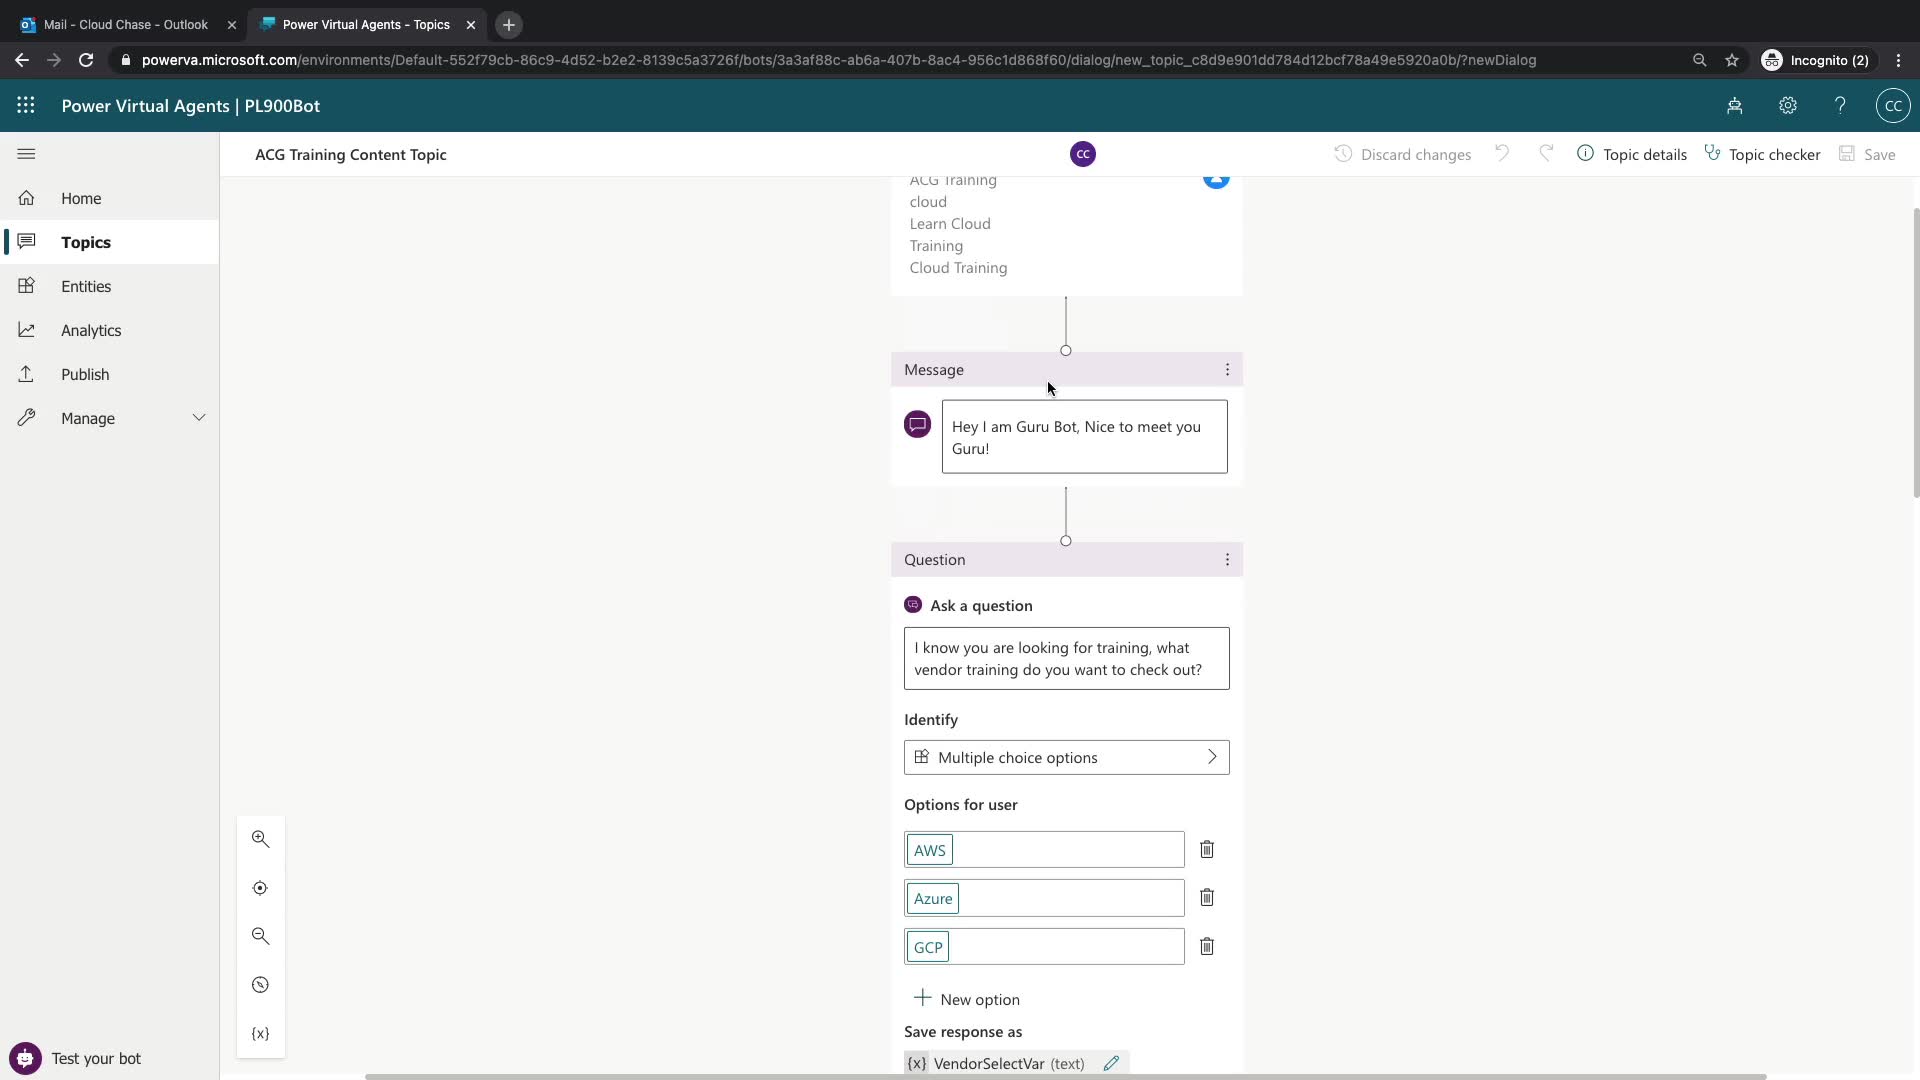 Mail - Cloud Chase - Outlook
Power Virtual Agents - Topics
powerva.microsoft.com/environments/Default-552f79cb-86c9-4d52-b2e2-8139c5a3726f/bots/3a3af88c-ab6a-407b-8ac4-956c1d868f60/dialog/new_topic_c8d9e901dd784d12bcf78a49e5920a0b/?newDialog
Incognito (2)
Power Virtual Agents | PL900Bot
CC
ACG Training Content Topic
CC
Discard changes
Topic details
Topic checker
Save
Home
Topics
Entities
Analytics
Publish
Manage
ACG Training
cloud
Learn Cloud
Training
Cloud Training
Message
Hey I am Guru Bot, Nice to meet you
Guru!
Question
Ask a question
I know you are looking for training, what
vendor training do you want to check out?
Identify
Multiple choice options
Options for user
AWS
Azure
GCP
New option
Save response as
{x} VendorSelectVar (text)
{x}
Test your bot